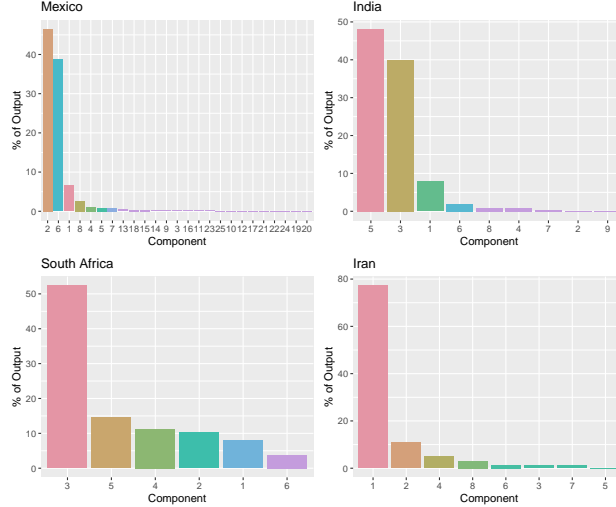 Mexico
% of Output
40
30
20
10
0
2 6 1 8 4 5 7 13 18 15 14 9 3 16 11 23 25 10 12 17 21 22 24 19 20
Component
India
% of Output
50
40
30
20
10
0
5 3 1 6 8 4 7 2 9
Component
South Africa
% of Output
50
40
30
20
10
0
3 5 4 2 1 6
Component
Iran
% of Output
80
60
40
20
0
1 2 4 8 6 3 7 5
Component